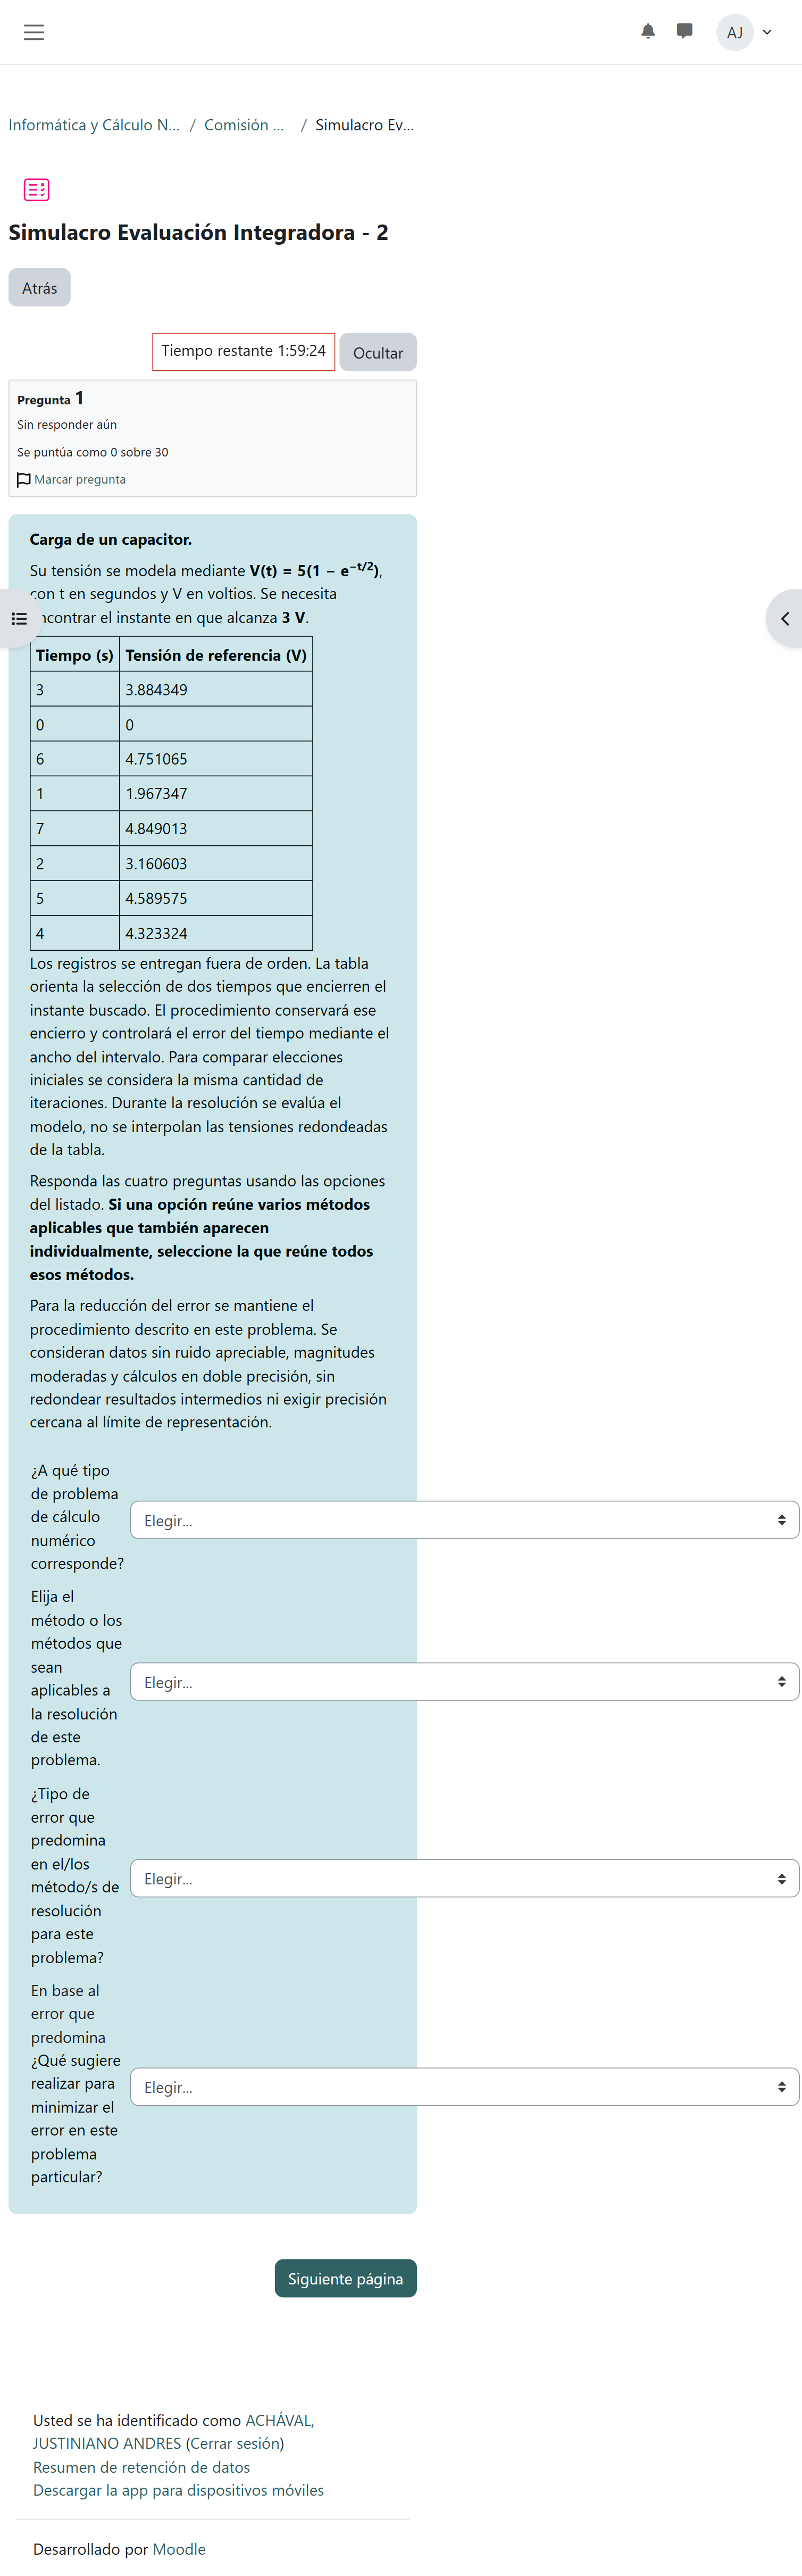 AJ
Informática y Cálculo N... / Comisión ... / Simulacro Ev...
Simulacro Evaluación Integradora - 2
Atrás
Tiempo restante 1:59:24
Ocultar
Pregunta 1
Sin responder aún
Se puntúa como 0 sobre 30
Marcar pregunta
Carga de un capacitor.
Su tensión se modela mediante V(t) = 5(1 − e⁻ᵗ/²),
con t en segundos y V en voltios. Se necesita
encontrar el instante en que alcanza 3 V.
Tiempo (s) Tensión de referencia (V)
3 3.884349
0 0
6 4.751065
1 1.967347
7 4.849013
2 3.160603
5 4.589575
4 4.323324
Los registros se entregan fuera de orden. La tabla
orienta la selección de dos tiempos que encierren el
instante buscado. El procedimiento conservará ese
encierro y controlará el error del tiempo mediante el
ancho del intervalo. Para comparar elecciones
iniciales se considera la misma cantidad de
iteraciones. Durante la resolución se evalúa el
modelo, no se interpolan las tensiones redondeadas
de la tabla.
Responda las cuatro preguntas usando las opciones
del listado. Si una opción reúne varios métodos
aplicables que también aparecen
individualmente, seleccione la que reúne todos
esos métodos.
Para la reducción del error se mantiene el
procedimiento descrito en este problema. Se
consideran datos sin ruido apreciable, magnitudes
moderadas y cálculos en doble precisión, sin
redondear resultados intermedios ni exigir precisión
cercana al límite de representación.
¿A qué tipo
de problema
de cálculo
numérico
corresponde?
Elegir...
Elija el
método o los
métodos que
sean
aplicables a
la resolución
de este
problema.
Elegir...
¿Tipo de
error que
predomina
en el/los
método/s de
resolución
para este
problema?
Elegir...
En base al
error que
predomina
¿Qué sugiere
realizar para
minimizar el
error en este
problema
particular?
Elegir...
Siguiente página
Usted se ha identificado como ACHÁVAL,
JUSTINIANO ANDRES (Cerrar sesión)
Resumen de retención de datos
Descargar la app para dispositivos móviles
Desarrollado por Moodle